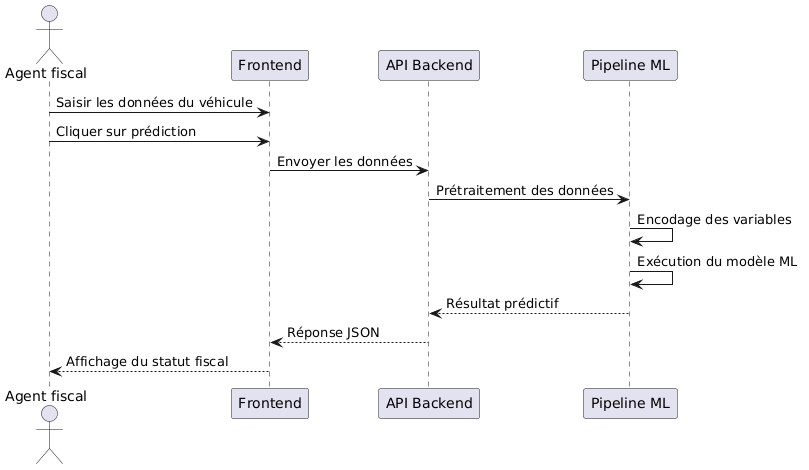 Agent fiscal
Frontend
API Backend
Pipeline ML
Saisir les données du véhicule
Cliquer sur prédiction
Envoyer les données
Prétraitement des données
Encodage des variables
Exécution du modèle ML
Résultat prédictif
Réponse JSON
Affichage du statut fiscal
Agent fiscal
Frontend
API Backend
Pipeline ML